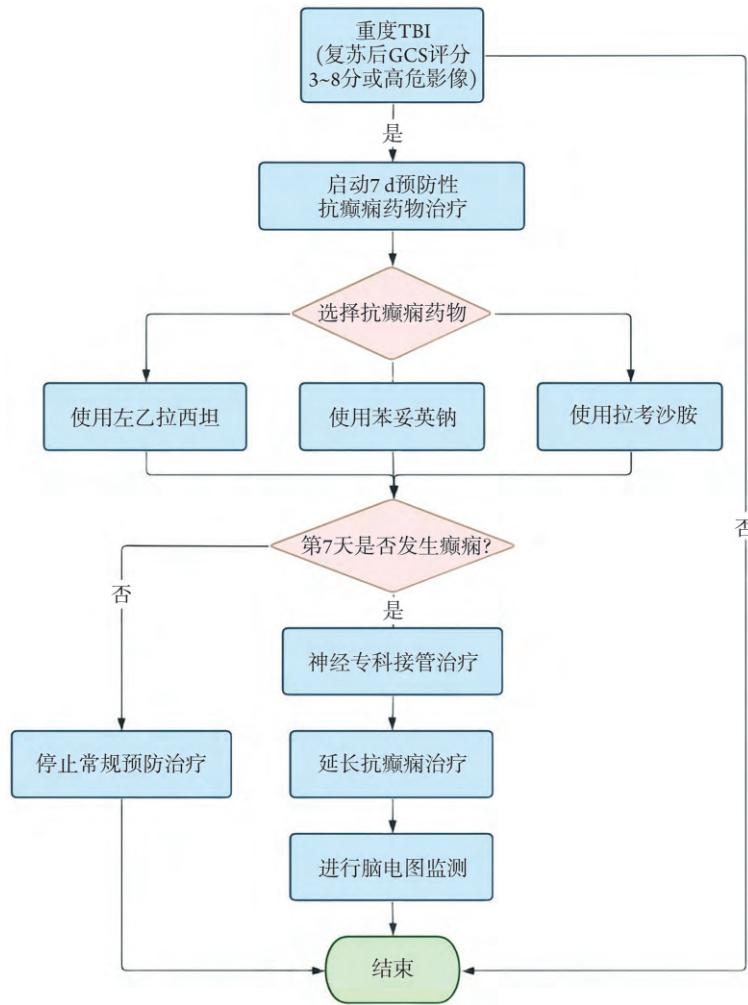 重度TBI
(复苏后GCS评分
3~8分或高危影像)
是
启动7 d预防性
抗癫痫药物治疗
选择抗癫痫药物
使用左乙拉西坦
使用苯妥英钠
使用拉考沙胺
第7天是否发生癫痫?
否
否
是
神经专科接管治疗
停止常规预防治疗
延长抗癫痫治疗
进行脑电图监测
结束